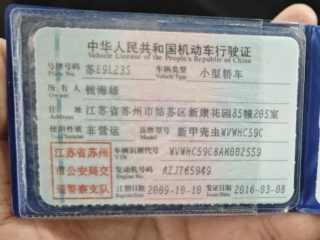 中华人民共和国机动车行驶证
Vehicle License of the People's Republic of China
号牌号码 苏E9LZ3S 车辆类型 小型轿车
Plate No. Vehicle Type
所有人 钱海峰
Owner
住址 江苏省苏州市姑苏区新康花园85幢205室
Address
使用性质 非营运 品牌型号 新甲壳虫WVWHC59C
Use Character Model
江苏省苏州 车辆识别代号 WVWHC59C8AM602559
VIN
市公安局交 发动机号码 AZJ765949
Engine No.
通警察支队 注册日期 2009-10-10 发证日期 2016-03-08
Register Date Issue Date